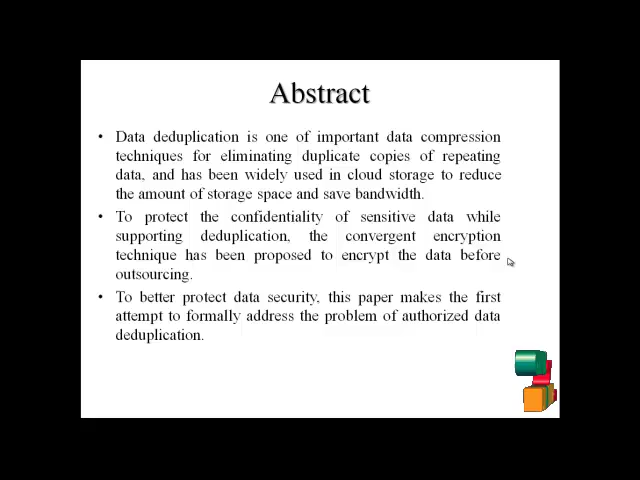 Abstract
• Data deduplication is one of important data compression
techniques for eliminating duplicate copies of repeating
data, and has been widely used in cloud storage to reduce
the amount of storage space and save bandwidth.
• To protect the confidentiality of sensitive data while
supporting deduplication, the convergent encryption
technique has been proposed to encrypt the data before
outsourcing.
• To better protect data security, this paper makes the first
attempt to formally address the problem of authorized data
deduplication.